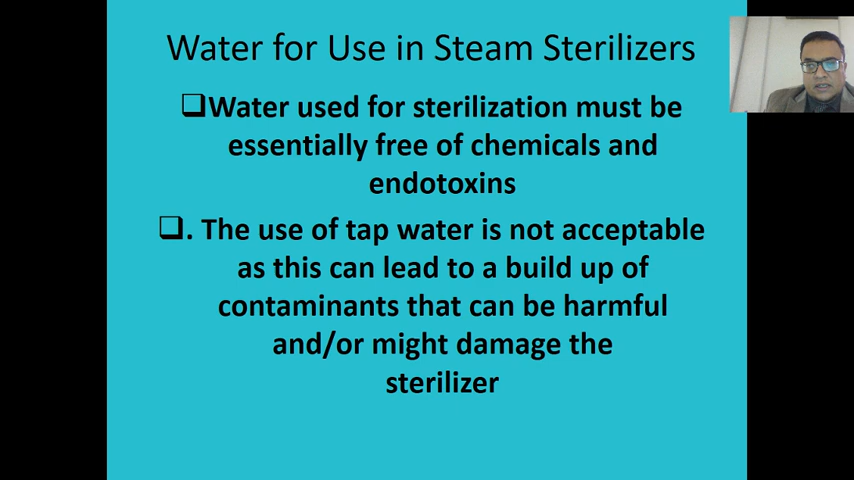 Water for Use in Steam Sterilizers
❑Water used for sterilization must be
essentially free of chemicals and
endotoxins
❑. The use of tap water is not acceptable
as this can lead to a build up of
contaminants that can be harmful
and/or might damage the
sterilizer